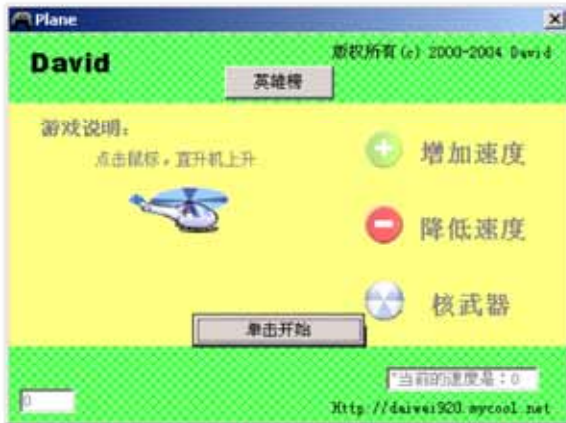 Plane
David
版权所有(c) 2000-2004 David
英雄榜
游戏说明:
点击鼠标,直升机上升
增加速度
降低速度
核武器
单击开始
"当前的速度是:0
0
Http://daiwei920.mycool.net